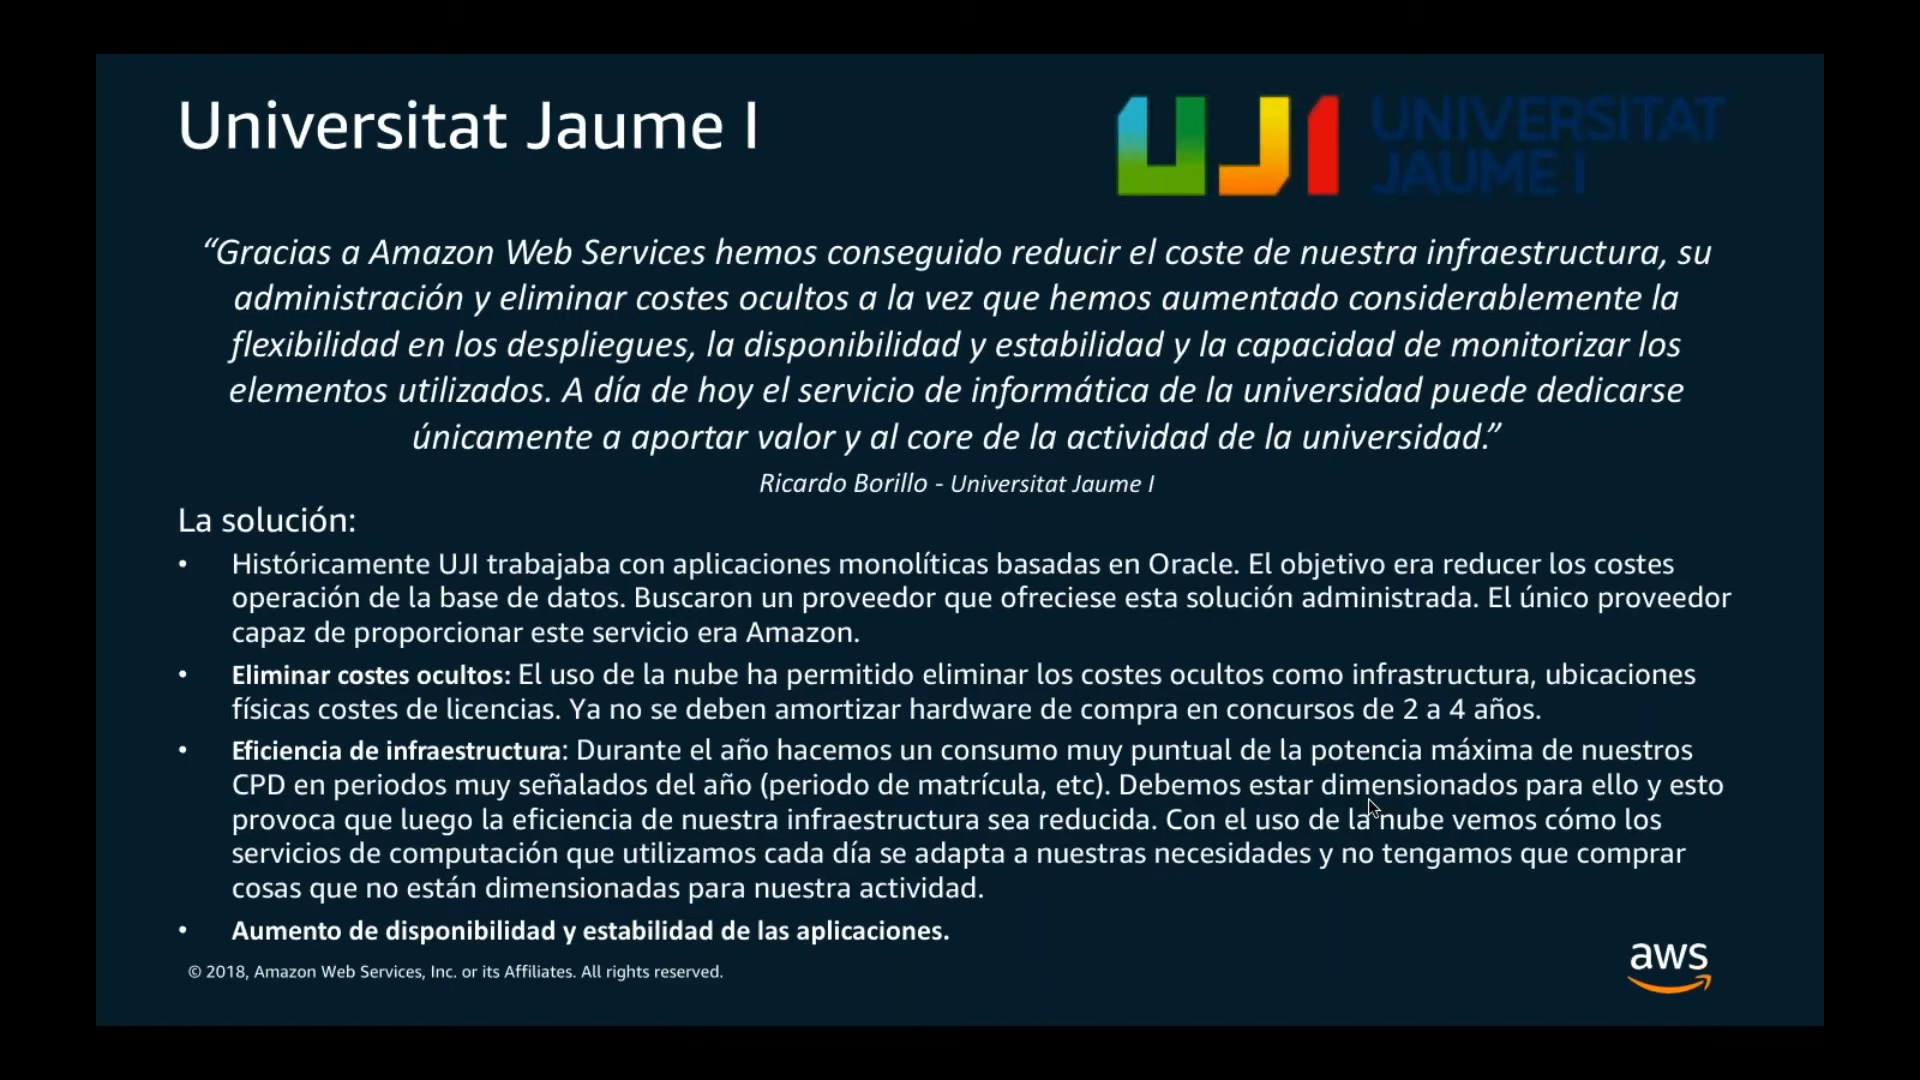 Universitat Jaume I
UJI UNIVERSITAT
JAUME I
“Gracias a Amazon Web Services hemos conseguido reducir el coste de nuestra infraestructura, su
administración y eliminar costes ocultos a la vez que hemos aumentado considerablemente la
flexibilidad en los despliegues, la disponibilidad y estabilidad y la capacidad de monitorizar los
elementos utilizados. A día de hoy el servicio de informática de la universidad puede dedicarse
únicamente a aportar valor y al core de la actividad de la universidad.”
Ricardo Borillo - Universitat Jaume I
La solución:
• Históricamente UJI trabajaba con aplicaciones monolíticas basadas en Oracle. El objetivo era reducer los costes
operación de la base de datos. Buscaron un proveedor que ofreciese esta solución administrada. El único proveedor
capaz de proporcionar este servicio era Amazon.
• Eliminar costes ocultos: El uso de la nube ha permitido eliminar los costes ocultos como infrastructura, ubicaciones
físicas costes de licencias. Ya no se deben amortizar hardware de compra en concursos de 2 a 4 años.
• Eficiencia de infraestructura: Durante el año hacemos un consumo muy puntual de la potencia máxima de nuestros
CPD en periodos muy señalados del año (periodo de matrícula, etc). Debemos estar dimensionados para ello y esto
provoca que luego la eficiencia de nuestra infraestructura sea reducida. Con el uso de la nube vemos cómo los
servicios de computación que utilizamos cada día se adapta a nuestras necesidades y no tengamos que comprar
cosas que no están dimensionadas para nuestra actividad.
• Aumento de disponibilidad y estabilidad de las aplicaciones.
© 2018, Amazon Web Services, Inc. or its Affiliates. All rights reserved.
aws